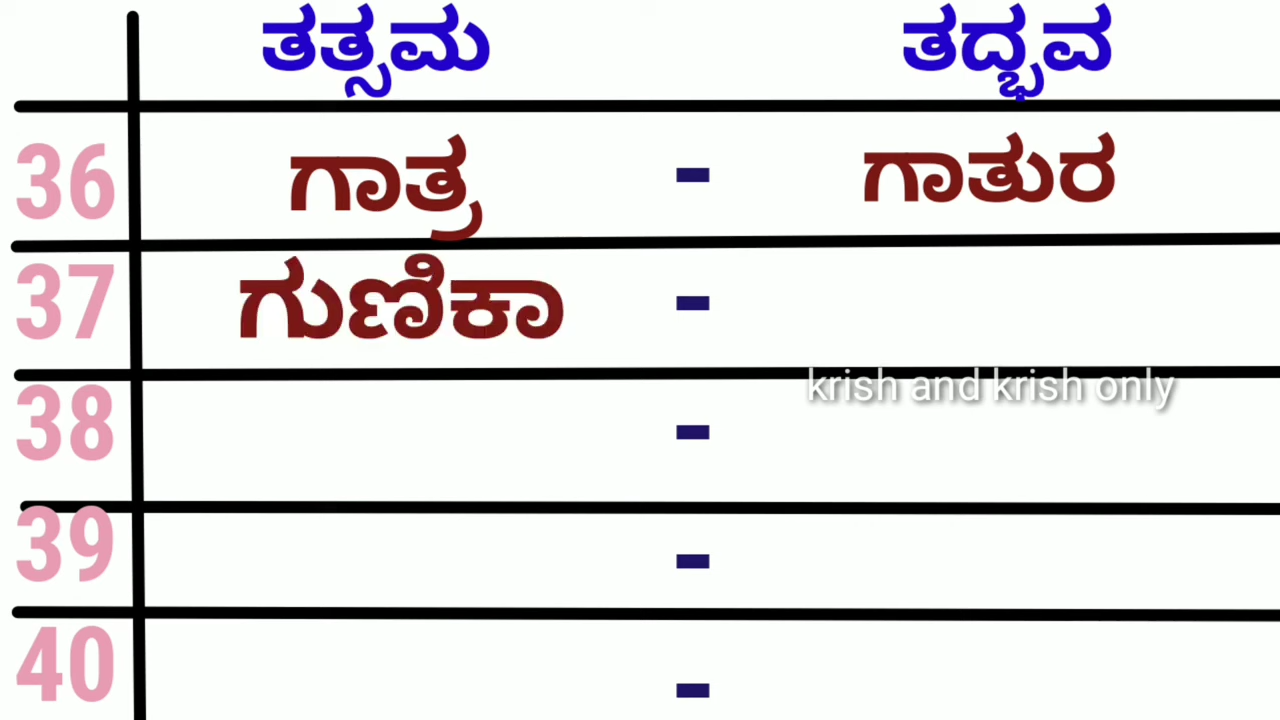 ತತ್ಸಮ ತದ್ಭವ
36 ಗಾತ್ರ - ಗಾತುರ
37 ಗುಣಿಕಾ -
krish and krish only
38 -
39 -
40 -